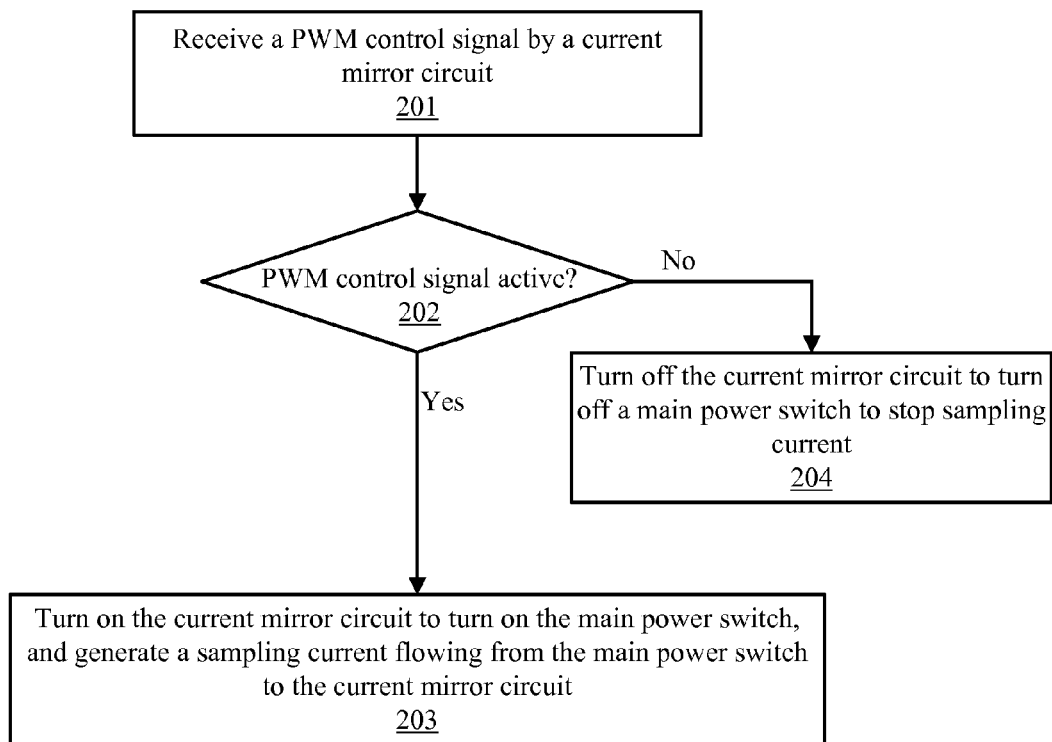 Receive a PWM control signal by a current
mirror circuit
201
PWM control signal active?
202
No
Yes
Turn off the current mirror circuit to turn
off a main power switch to stop sampling
current
204
Turn on the current mirror circuit to turn on the main power switch,
and generate a sampling current flowing from the main power switch
to the current mirror circuit
203